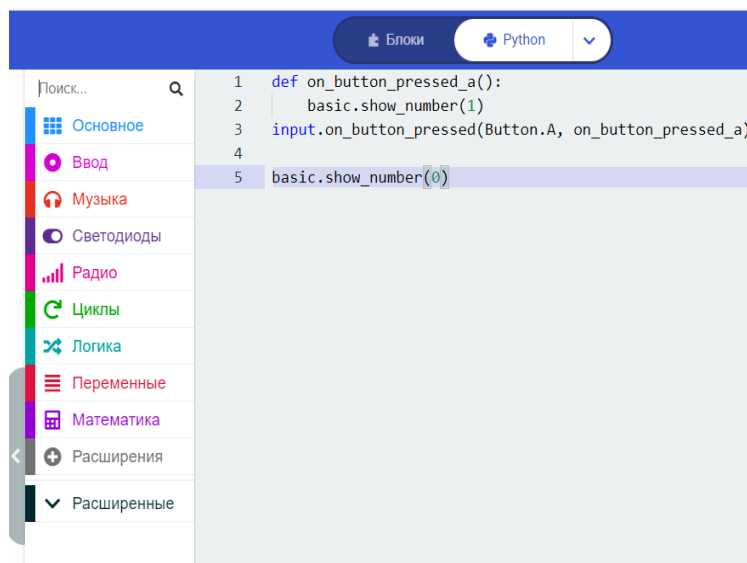 Блоки
Python
Поиск...
Основное
Ввод
Музыка
Светодиоды
Радио
Циклы
Логика
Переменные
Математика
Расширения
Расширенные
1 def on_button_pressed_a():
2 basic.show_number(1)
3 input.on_button_pressed(Button.A, on_button_pressed_a)
4
5 basic.show_number(0)